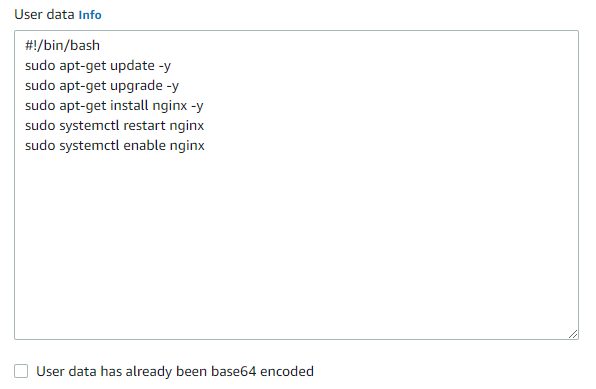 User data Info
#!/bin/bash
sudo apt-get update -y
sudo apt-get upgrade -y
sudo apt-get install nginx -y
sudo systemctl restart nginx
sudo systemctl enable nginx
User data has already been base64 encoded